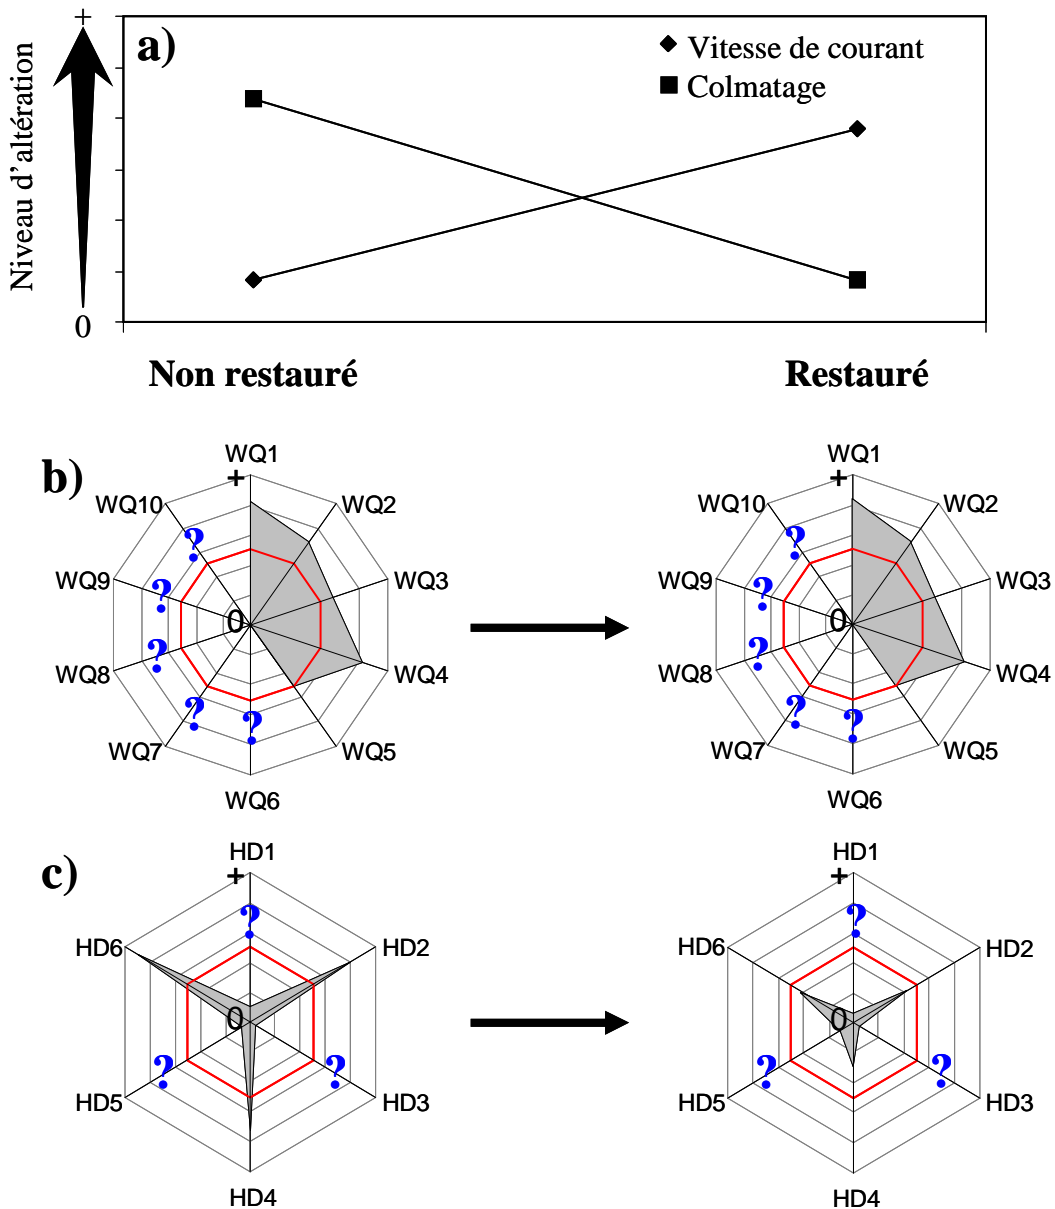 +
a)
Vitesse de courant
Colmatage
Niveau d'altération
0
Non restauré
Restauré
b)
WQ1
+
WQ2
WQ3
WQ4
WQ5
WQ6
WQ7
WQ8
WQ9
WQ10
0
?
?
?
?
?
WQ1
+
WQ2
WQ3
WQ4
WQ5
WQ6
WQ7
WQ8
WQ9
WQ10
0
?
?
?
?
?
c)
HD1
+
HD2
HD3
HD4
HD5
HD6
0
?
?
?
HD1
+
HD2
HD3
HD4
HD5
HD6
0
?
?
?